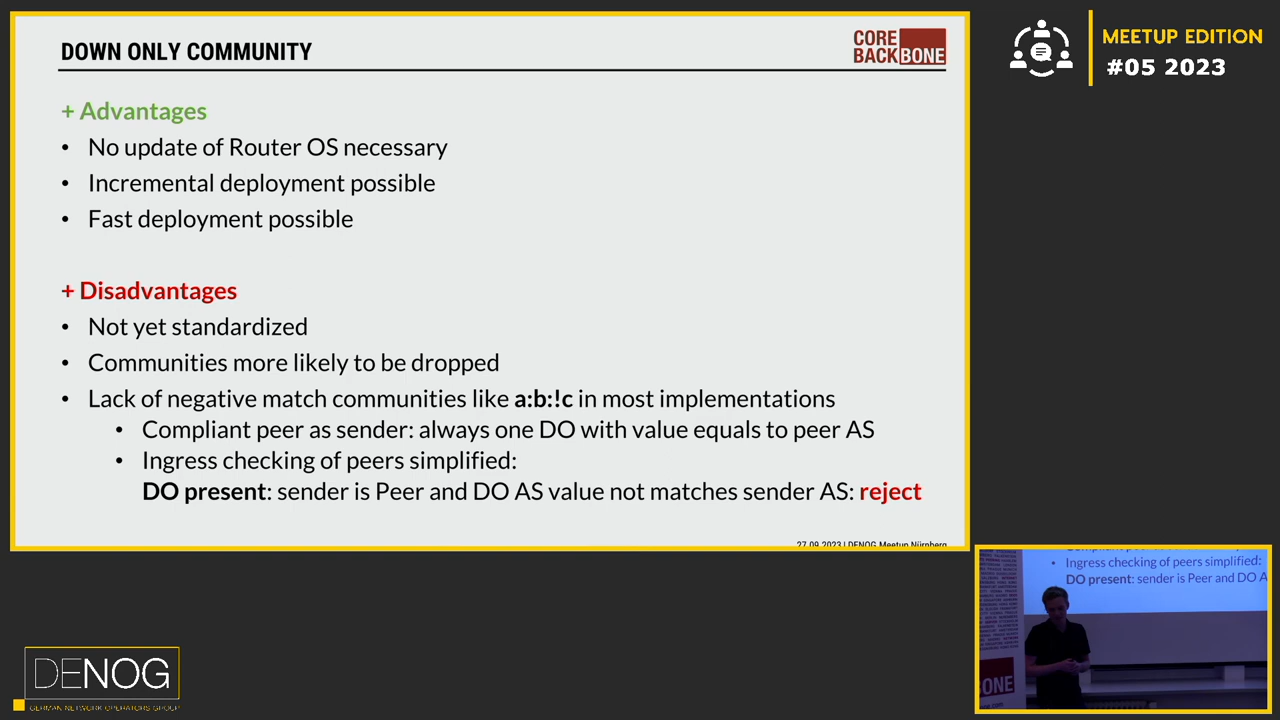 DOWN ONLY COMMUNITY
CORE
BACKBONE
+ Advantages
• No update of Router OS necessary
• Incremental deployment possible
• Fast deployment possible
+ Disadvantages
• Not yet standardized
• Communities more likely to be dropped
• Lack of negative match communities like a:b:!c in most implementations
• Compliant peer as sender: always one DO with value equals to peer AS
• Ingress checking of peers simplified:
DO present: sender is Peer and DO AS value not matches sender AS: reject
27.09.2023 | DENOG Meetup Nürnberg
MEETUP EDITION
#05 2023
• Ingress checking of peers simplified:
DO present: sender is Peer and DO A
ONE
DENOG
GERMAN NETWORK OPERATORS GROUP